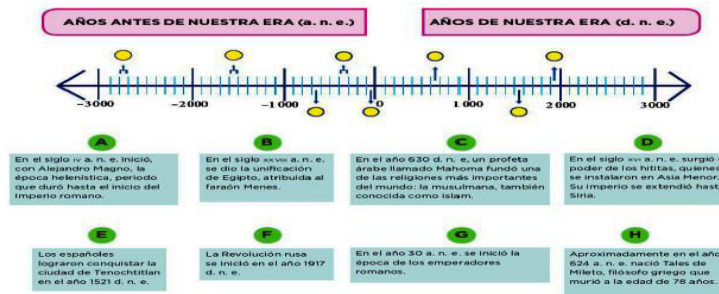 AÑOS ANTES DE NUESTRA ERA (a. n. e.)
AÑOS DE NUESTRA ERA (d. n. e.)
-3 000 -2 000 -1 000 0 1 000 2 000 3 000
A
En el siglo IV a. n. e. inició,
con Alejandro Magno, la
época helenística, periodo
que duró hasta el inicio del
Imperio romano.
B
En el siglo XXVIII a. n. e.
se dio la unificación
de Egipto, atribuida al
faraón Menes.
C
En el año 630 d. n. e, un profeta
árabe llamado Mahoma fundó una
de las religiones más importantes
del mundo: la musulmana, también
conocida como islam.
D
En el siglo XVI a. n. e. surgió
poder de los hititas, quienes
se instalaron en Asia Menor.
Su imperio se extendió hast
Siria.
E
Los españoles
lograron conquistar la
ciudad de Tenochtitlan
en el año 1521 d. n. e.
F
La Revolución rusa
se inició en el año 1917
d. n. e.
G
En el año 30 a. n. e. se inició la
época de los emperadores
romanos.
H
Aproximadamente en el año
624 a. n. e. nació Tales de
Mileto, filósofo griego que
murió a la edad de 78 años.